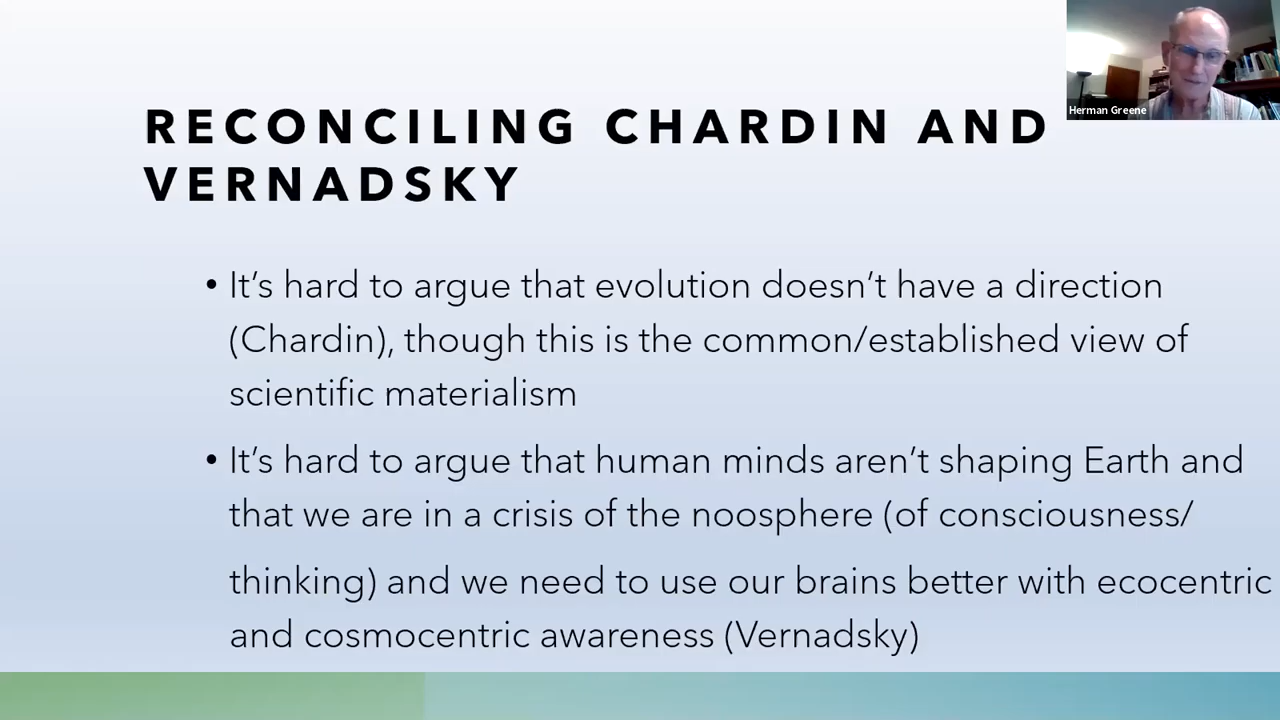 RECONCILING CHARDIN AND
VERNADSKY
Herman Greene
• It’s hard to argue that evolution doesn’t have a direction
(Chardin), though this is the common/established view of
scientific materialism
• It’s hard to argue that human minds aren’t shaping Earth and
that we are in a crisis of the noosphere (of consciousness/
thinking) and we need to use our brains better with ecocentric
and cosmocentric awareness (Vernadsky)